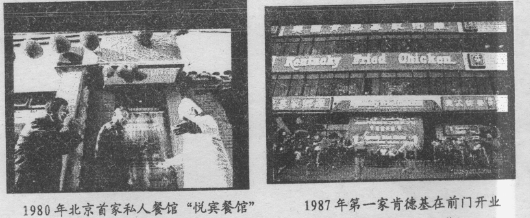 Kentucky Fried Chicken
1980年北京首家私人餐馆“悦宾餐馆”
1987年第一家肯德基在前门开业